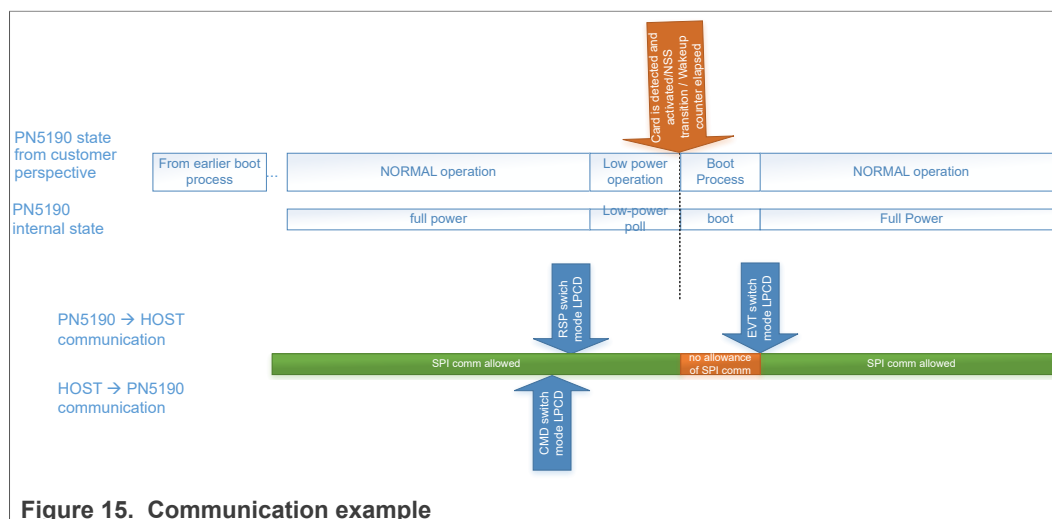 Card is detected and
activated/NSS
transition / Wakeup
counter elapsed
PN5190 state
from customer
perspective
From earlier boot
process
...
NORMAL operation
Low power
operation
Boot
Process
NORMAL operation
PN5190
internal state
full power
Low-power
poll
boot
Full Power
RSP swich
mode LPCD
EVT switch
mode LPCD
PN5190 → HOST
communication
SPI comm allowed
no allowance
of SPI comm
SPI comm allowed
HOST → PN5190
communication
CMD switch
mode LPCD
Figure 15. Communication example